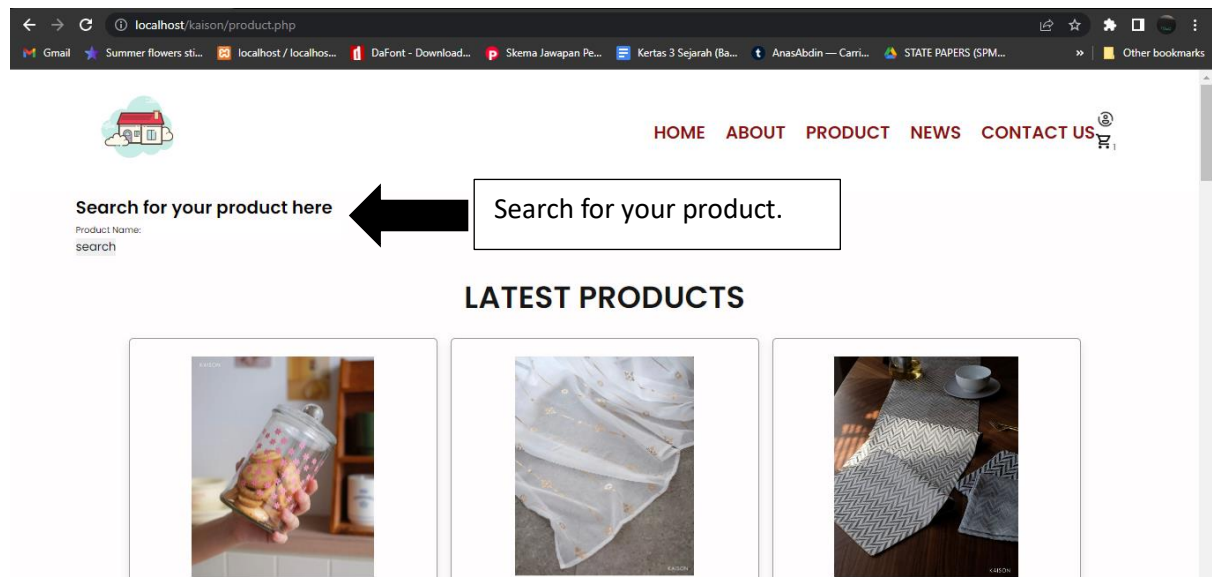 localhost/kaison/product.php
Gmail Summer flowers sti... localhost / localhos... DaFont - Download... Skema Jawapan Pe... Kertas 3 Sejarah (Ba... AnasAbdin — Carri... STATE PAPERS (SPM... » Other bookmarks
HOME ABOUT PRODUCT NEWS CONTACT US
1
Search for your product here
Search for your product.
Product Name:
search
LATEST PRODUCTS
KAISON
KAISON
KAISON